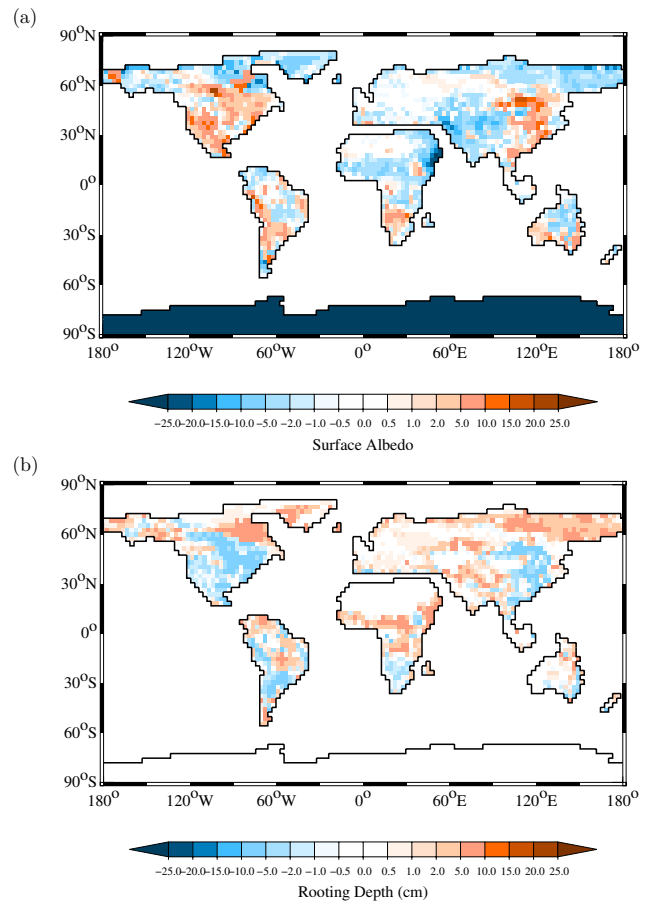 (a)
90°N
60°N
30°N
0°
30°S
60°S
90°S
180° 120°W 60°W 0° 60°E 120°E 180°
−25.0 −20.0 −15.0 −10.0 −5.0 −2.0 −1.0 −0.5 0.0 0.5 1.0 2.0 5.0 10.0 15.0 20.0 25.0
Surface Albedo
(b)
90°N
60°N
30°N
0°
30°S
60°S
90°S
180° 120°W 60°W 0° 60°E 120°E 180°
−25.0 −20.0 −15.0 −10.0 −5.0 −2.0 −1.0 −0.5 0.0 0.5 1.0 2.0 5.0 10.0 15.0 20.0 25.0
Rooting Depth (cm)